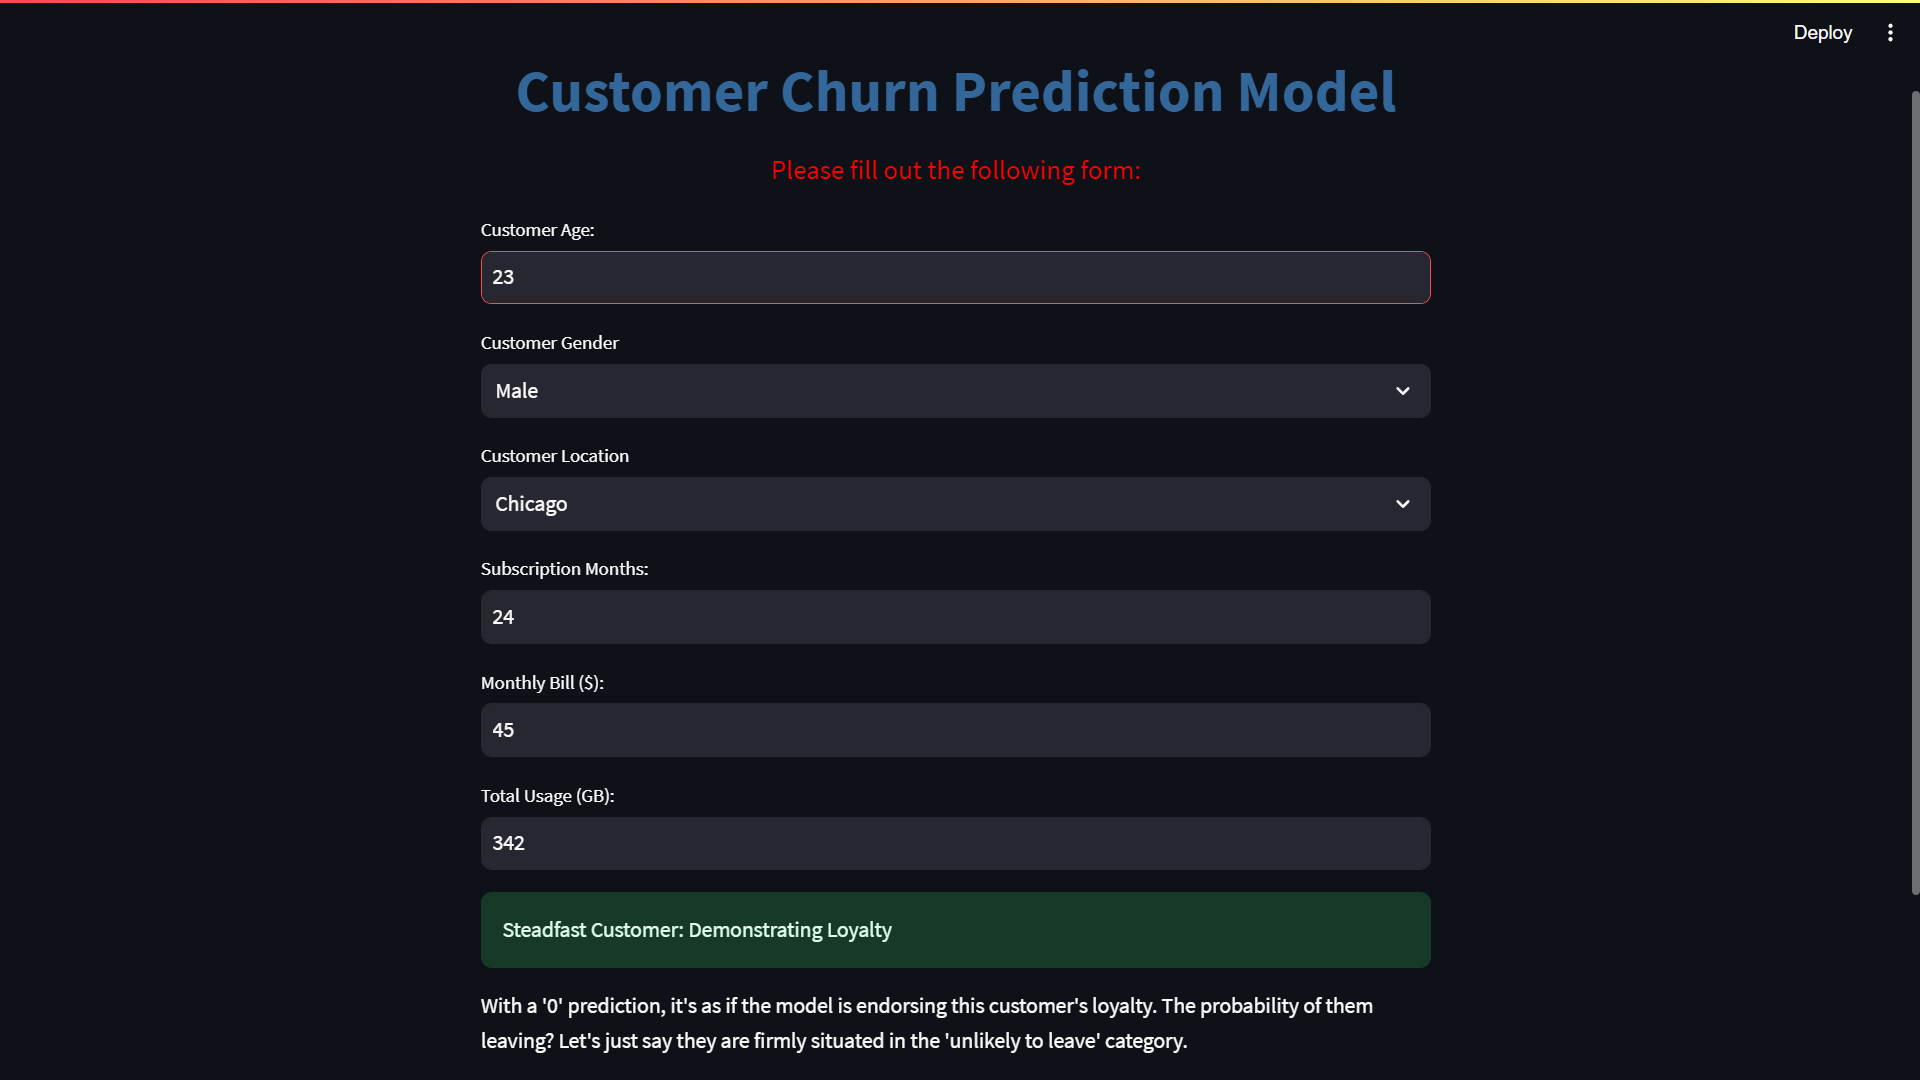 Deploy
Customer Churn Prediction Model
Please fill out the following form:
Customer Age:
23
Customer Gender
Male
Customer Location
Chicago
Subscription Months:
24
Monthly Bill ($):
45
Total Usage (GB):
342
Steadfast Customer: Demonstrating Loyalty
With a '0' prediction, it's as if the model is endorsing this customer's loyalty. The probability of them
leaving? Let's just say they are firmly situated in the 'unlikely to leave' category.